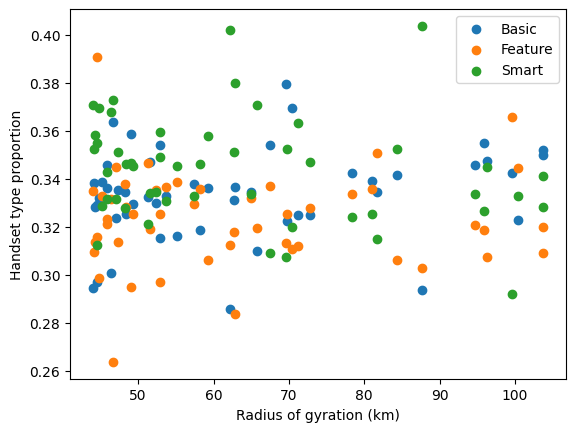 Basic
Feature
Smart
0.40
0.38
0.36
0.34
0.32
0.30
0.28
0.26
Handset type proportion
50 60 70 80 90 100
Radius of gyration (km)